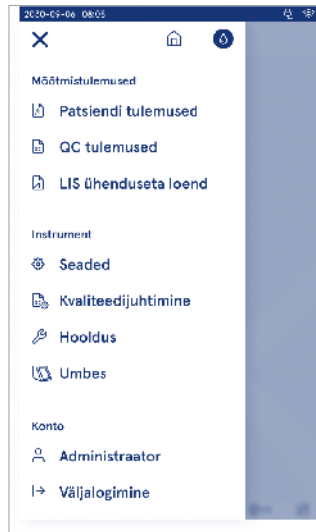 2030-09-06 08:05
Mõõtmistulemused
Patsiendi tulemused
QC tulemused
LIS ühenduseta loend
Instrument
Seaded
Kvaliteedijuhtimine
Hooldus
Umbes
Konto
Administraator
Väljalogimine